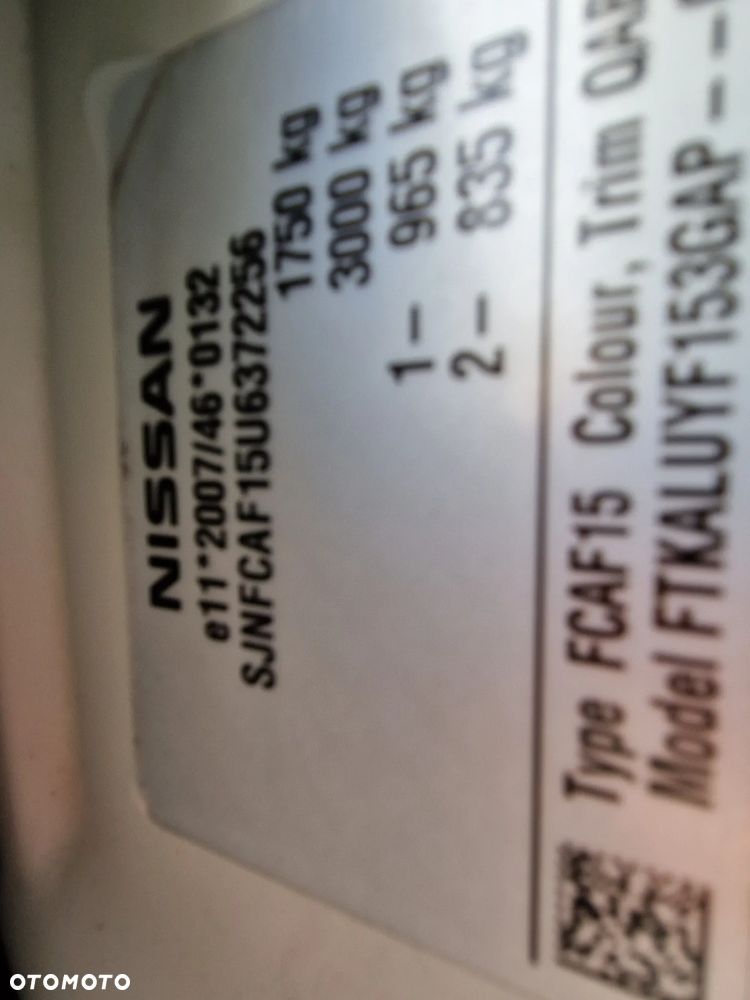 NISSAN
e11*2007/46*0132
SJNFCAF15U6372256
1750 kg
3000 kg
1– 965 kg
2– 835 kg
Type FCAF15 Colour, Trim QAB
Model FTKALUYF153GAP – –
OTOMOTO